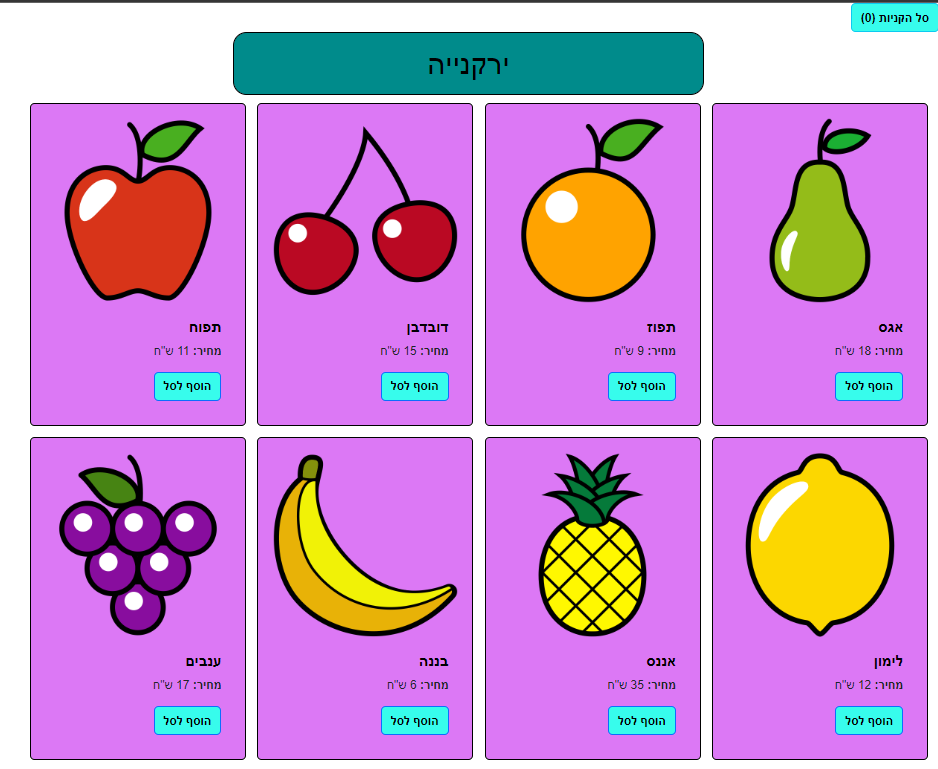 סל הקניות (0)
ירקנייה
אגס
מחיר: 18 ש"ח
הוסף לסל
תפוז
מחיר: 9 ש"ח
הוסף לסל
דובדבן
מחיר: 15 ש"ח
הוסף לסל
תפוח
מחיר: 11 ש"ח
הוסף לסל
לימון
מחיר: 12 ש"ח
הוסף לסל
אננס
מחיר: 35 ש"ח
הוסף לסל
בננה
מחיר: 6 ש"ח
הוסף לסל
ענבים
מחיר: 17 ש"ח
הוסף לסל